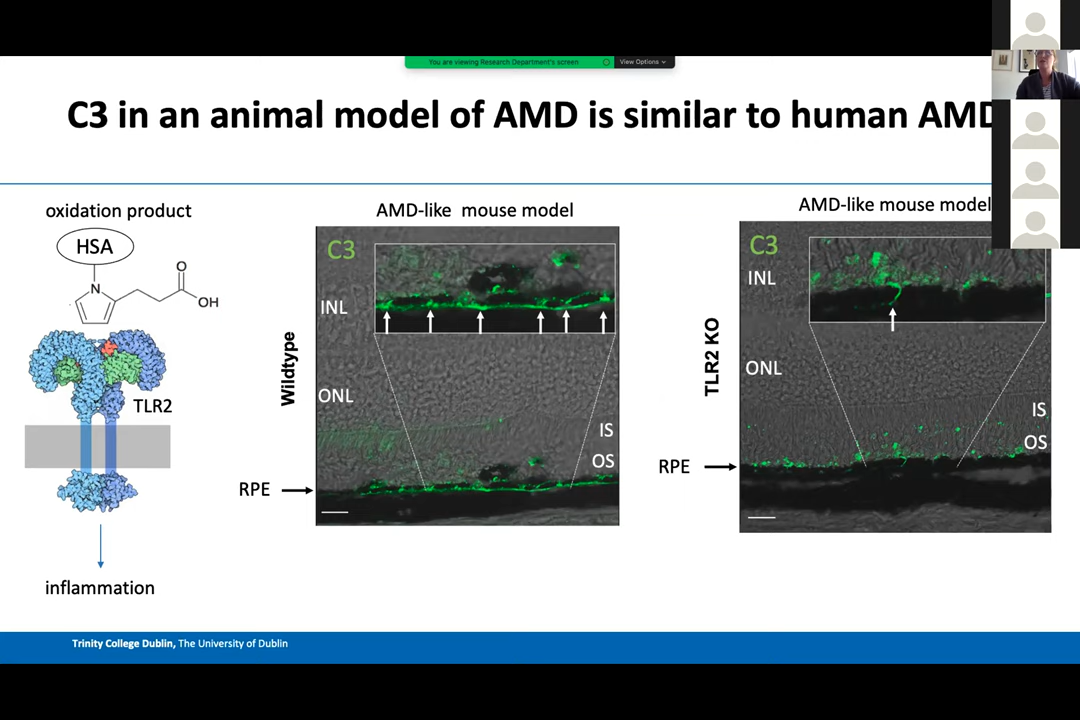 You are viewing Research Department's screen
View Options
C3 in an animal model of AMD is similar to human AMD
oxidation product
HSA
N
O
OH
TLR2
inflammation
AMD-like mouse model
C3
INL
ONL
IS
OS
Wildtype
RPE
AMD-like mouse model
C3
INL
ONL
IS
OS
TLR2 KO
RPE
Trinity College Dublin, The University of Dublin